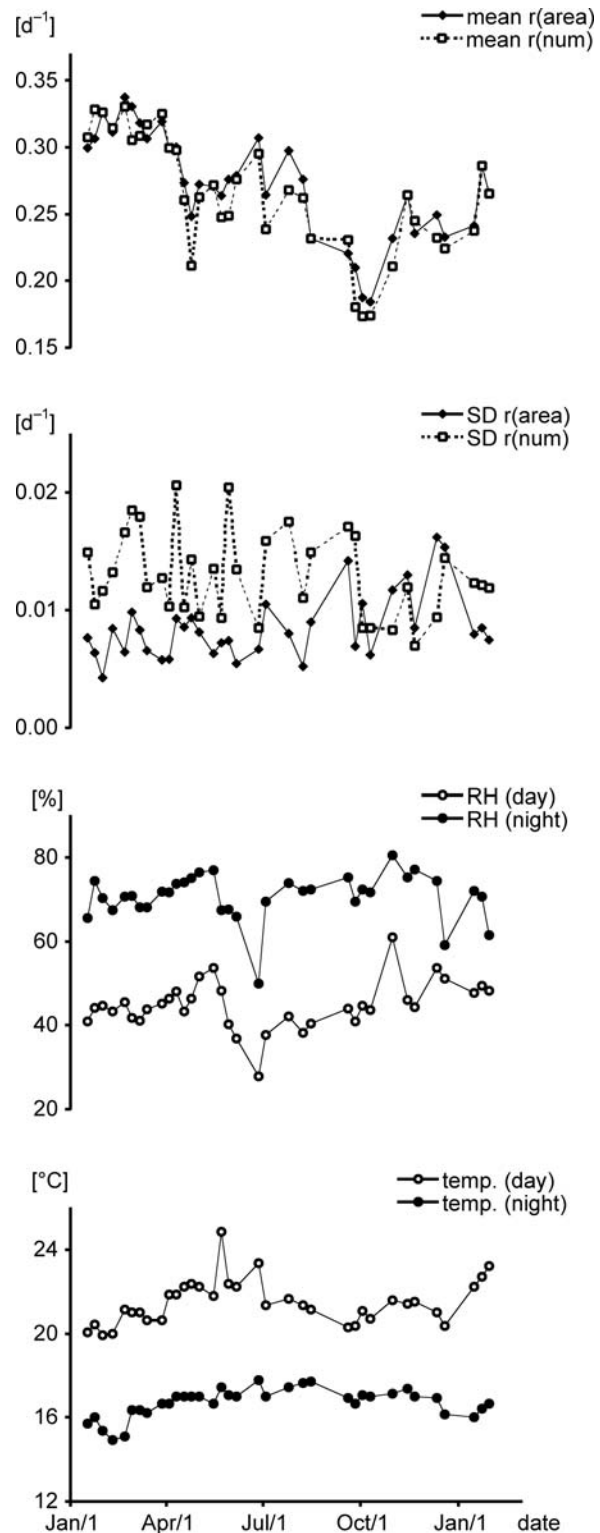 [d⁻¹]
mean r(area)
mean r(num)
0.35
0.30
0.25
0.20
0.15
[d⁻¹]
SD r(area)
SD r(num)
0.02
0.01
0.00
[%]
RH (day)
RH (night)
80
60
40
20
[°C]
temp. (day)
temp. (night)
24
20
16
12
Jan/1 Apr/1 Jul/1 Oct/1 Jan/1 date